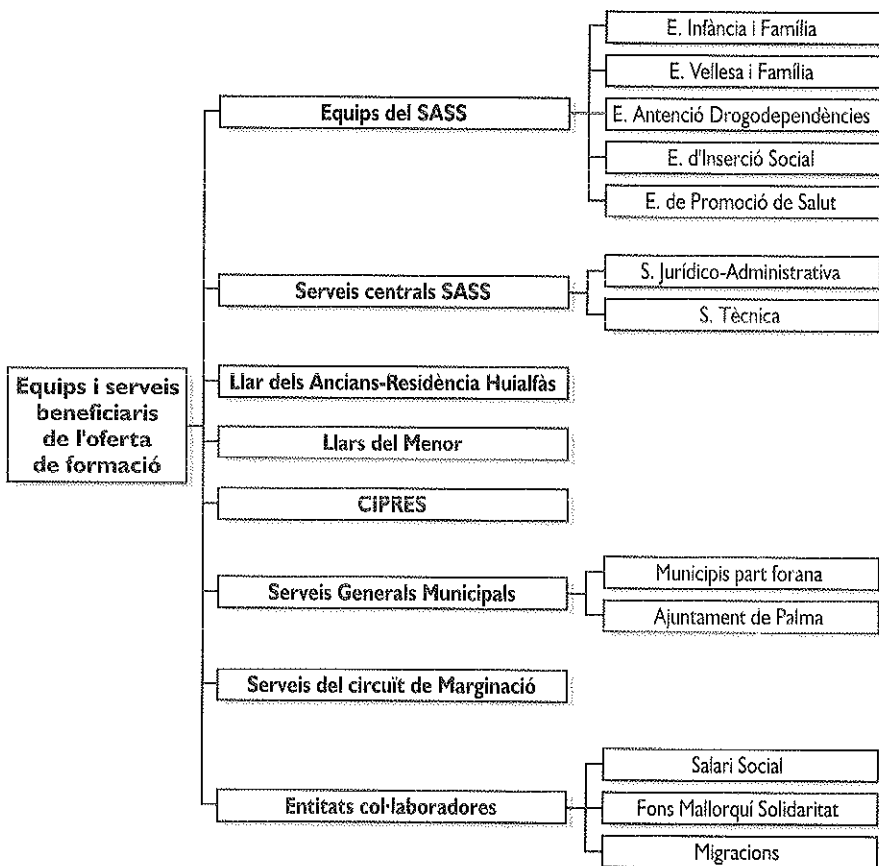 E. Infància i Família
E. Vellesa i Família
Equips del SASS
E. Antenció Drogodependències
E. d'Inserció Social
E. de Promoció de Salut
S. Jurídico-Administrativa
Serveis centrals SASS
S. Tècnica
Equips i serveis
beneficiaris
de l'oferta
de formació
Llar dels Ancians-Residència Huialfàs
Llars del Menor
CIPRES
Municipis part forana
Serveis Generals Municipals
Ajuntament de Palma
Serveis del circuït de Marginació
Salari Social
Entitats col·laboradores
Fons Mallorquí Solidaritat
Migracions